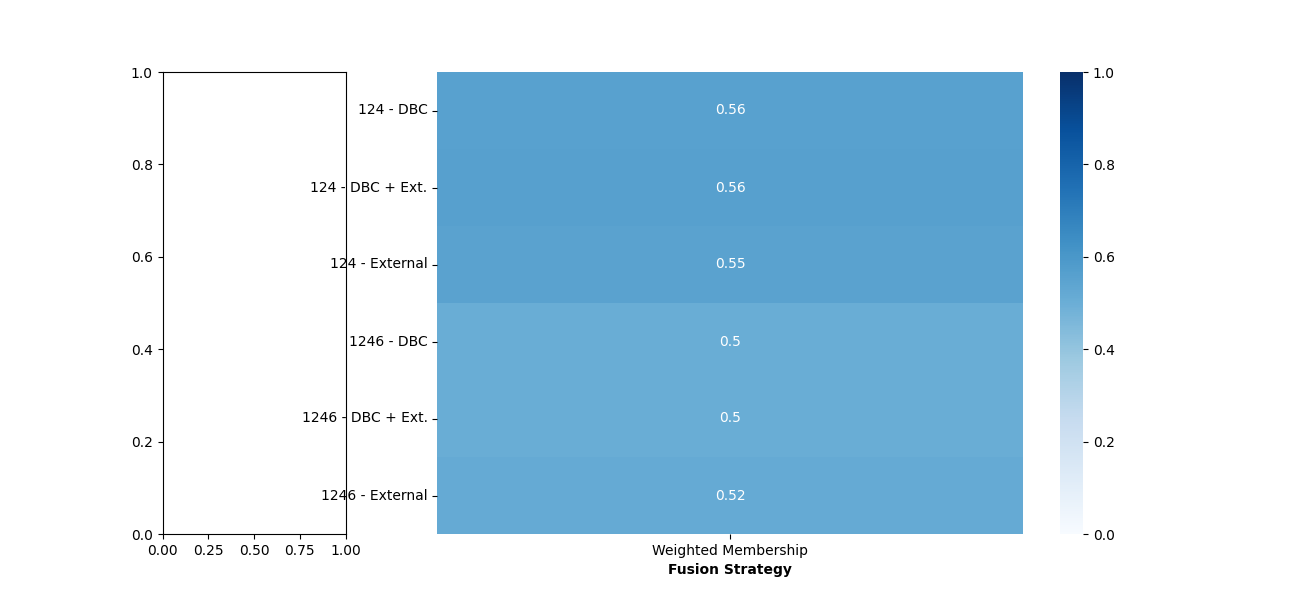 1.0
0.8
0.6
0.4
0.2
0.0
0.00 0.25 0.50 0.75 1.00
124 - DBC
124 - DBC + Ext.
124 - External
1246 - DBC
1246 - DBC + Ext.
1246 - External
0.56
0.56
0.55
0.5
0.5
0.52
Weighted Membership
Fusion Strategy
1.0
0.8
0.6
0.4
0.2
0.0